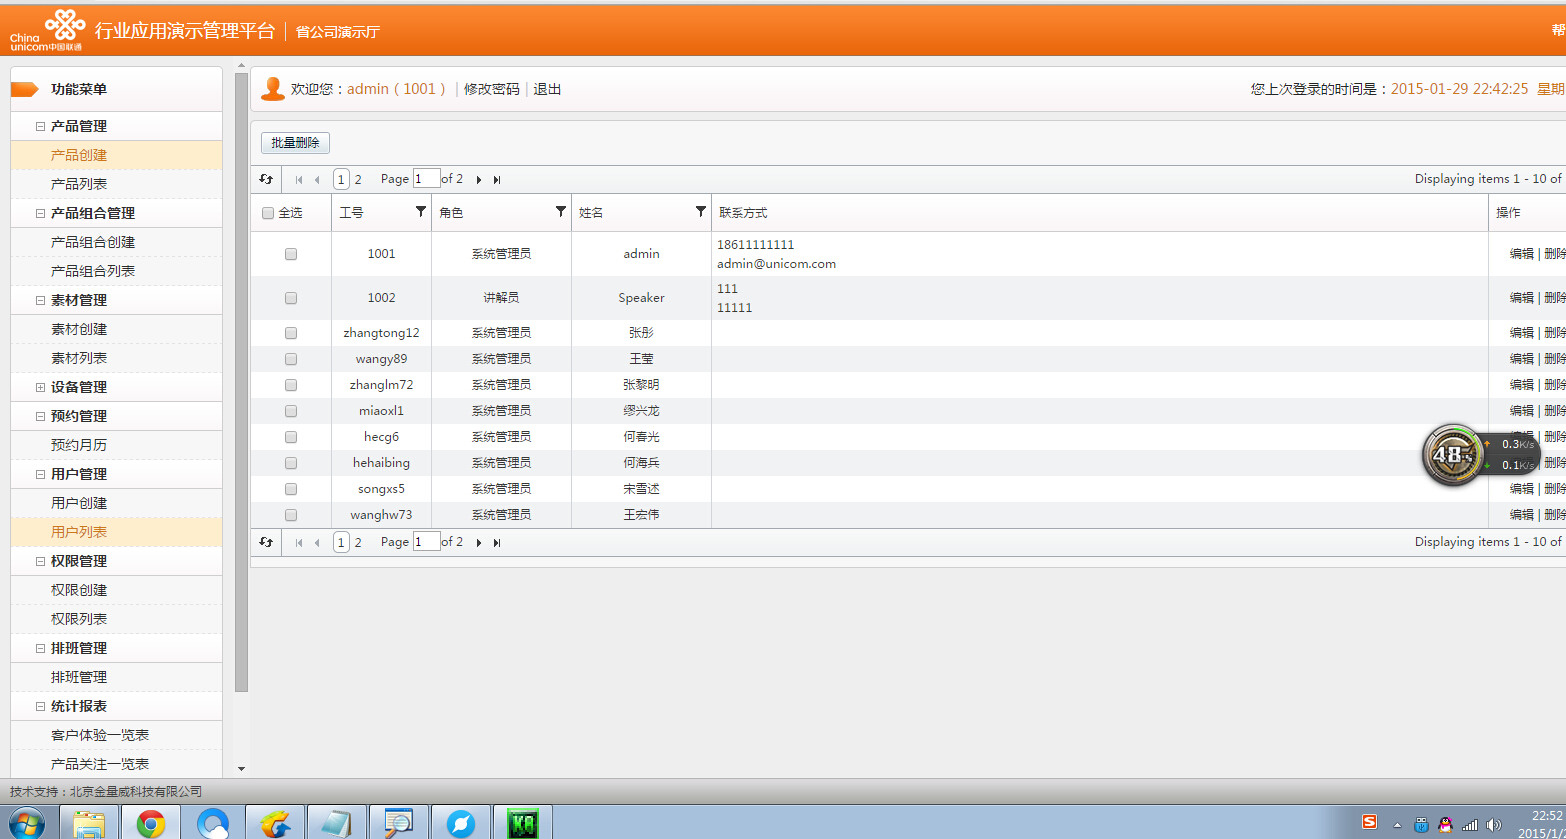 China
unicom中国联通
行业应用演示管理平台 | 省公司演示厅
帮
功能菜单
产品管理
产品创建
产品列表
产品组合管理
产品组合创建
产品组合列表
素材管理
素材创建
素材列表
设备管理
预约管理
预约月历
用户管理
用户创建
用户列表
权限管理
权限创建
权限列表
排班管理
排班管理
统计报表
客户体验一览表
产品关注一览表
欢迎您：admin（1001） | 修改密码 | 退出
您上次登录的时间是：2015-01-29 22:42:25 星期
批量删除
1 2 Page 1 of 2
Displaying items 1 - 10 of
全选 工号 角色 姓名 联系方式 操作
1001 系统管理员 admin 18611111111 编辑 | 删除
admin@unicom.com
1002 讲解员 Speaker 111 编辑 | 删除
11111
zhangtong12 系统管理员 张彤 编辑 | 删除
wangy89 系统管理员 王莹 编辑 | 删除
zhanglm72 系统管理员 张黎明 编辑 | 删除
miaoxl1 系统管理员 缪兴龙 编辑 | 删除
hecg6 系统管理员 何春光 编辑 | 删除
hehaibing 系统管理员 何海兵 | 删除
songxs5 系统管理员 宋雪述 编辑 | 删除
wanghw73 系统管理员 王宏伟 编辑 | 删除
48%
0.3K/s
0.1K/s
1 2 Page 1 of 2
Displaying items 1 - 10 of
技术支持：北京金量威科技有限公司
K8
S
22:52
2015/1/